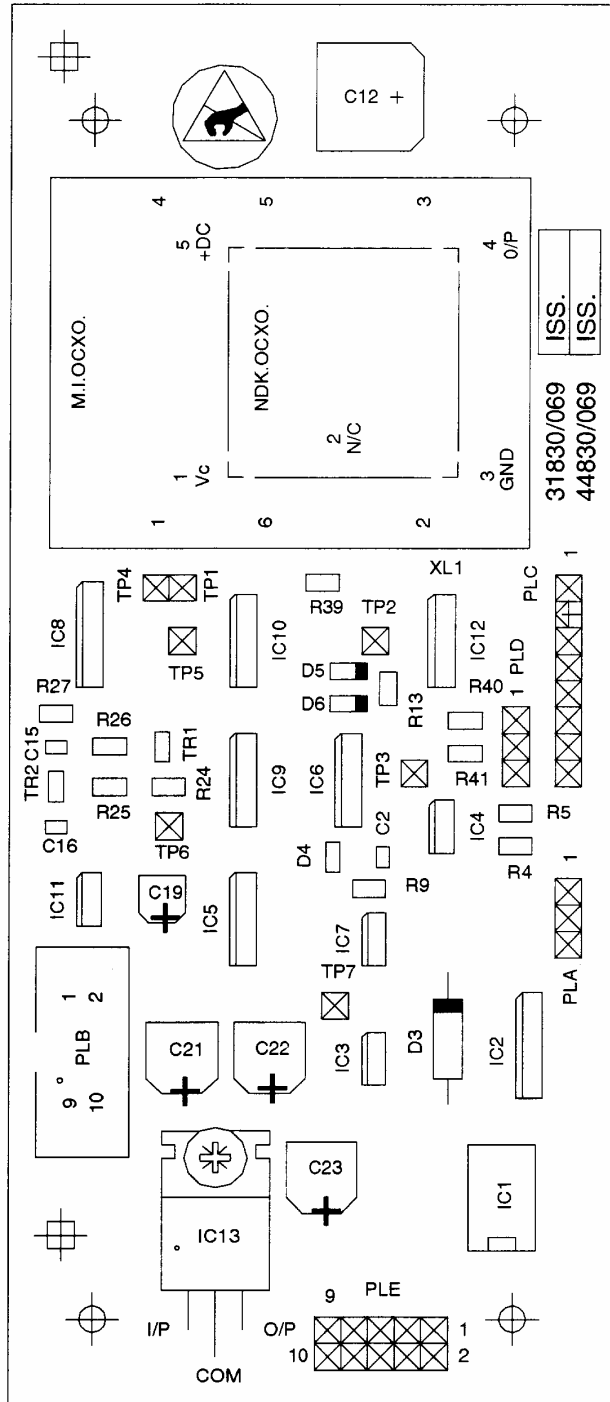 C12 +
M.I.OCXO.
4
5
3
5
+DC
4
0/P
NDK.OCXO.
2
N/C
1
Vc
3
GND
1
6
2
31830/069 ISS.
44830/069 ISS.
XL1
IC8
TP4
TP1
TP5
IC10
R39
TP2
IC12
PLC
1
R27
D5
D6
R13
R40
PLD
1
C15
R26
TR1
TR2
R25
R24
IC9
IC6
TP3
R41
C16
TP6
D4
C2
IC4
R5
R4
IC11
C19
IC5
R9
IC7
1
PLA
TP7
1
2
PLB
9
10
C21
C22
IC3
D3
IC2
C23
IC13
IC1
I/P
COM
O/P
9
PLE
10
1
2